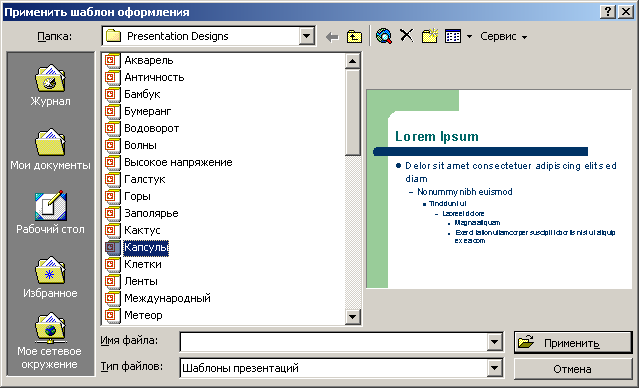 Применить шаблон оформления
Папка:
Presentation Designs
Сервис
Журнал
Мои документы
Рабочий стол
Избранное
Мое сетевое
окружение
Акварель
Античность
Бамбук
Бумеранг
Водоворот
Волны
Высокое напряжение
Галстук
Горы
Заполярье
Кактус
Капсулы
Клетки
Ленты
Международный
Метеор
Lorem Ipsum
Delor sit amet consectetuer adipiscing elit sed
diam
Nonummy nibh euismod
Tincidunt ut
Laoreet dolore
Magna aliquam
Exerci tation ullamcorper suscipit lobortis nisl ut aliquip
ex ea com
Имя файла:
Тип файлов:
Шаблоны презентаций
Применить
Отмена